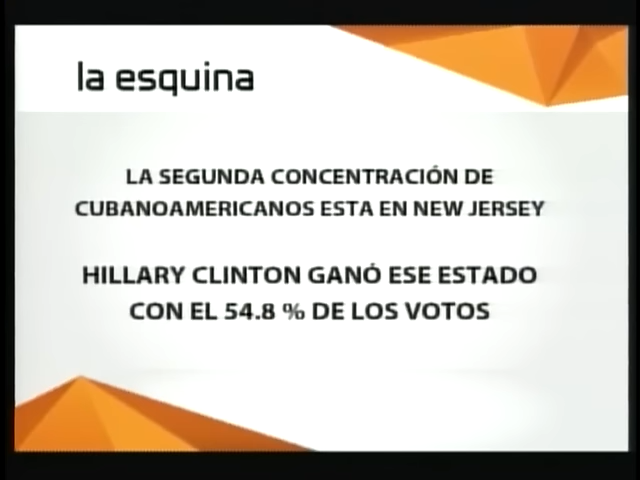 la esquina
LA SEGUNDA CONCENTRACIÓN DE
CUBANOAMERICANOS ESTA EN NEW JERSEY
HILLARY CLINTON GANÓ ESE ESTADO
CON EL 54.8 % DE LOS VOTOS